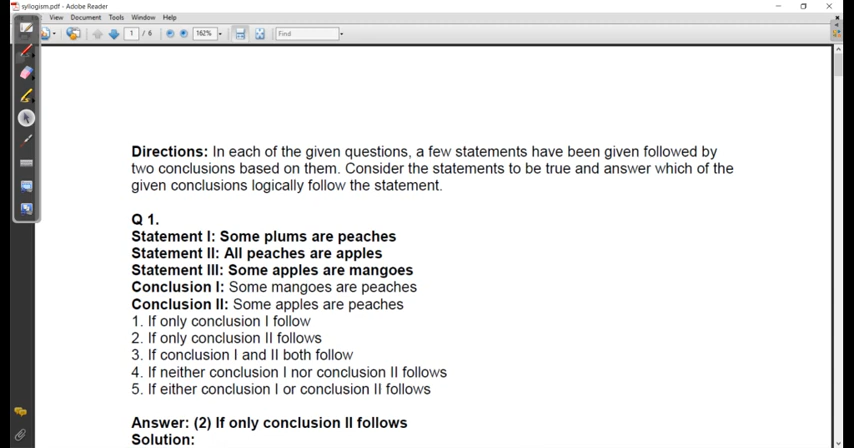 syllogism.pdf - Adobe Reader
View Document Tools Window Help
1 / 6 162% Find
Directions: In each of the given questions, a few statements have been given followed by
two conclusions based on them. Consider the statements to be true and answer which of the
given conclusions logically follow the statement.
Q 1.
Statement I: Some plums are peaches
Statement II: All peaches are apples
Statement III: Some apples are mangoes
Conclusion I: Some mangoes are peaches
Conclusion II: Some apples are peaches
1. If only conclusion I follow
2. If only conclusion II follows
3. If conclusion I and II both follow
4. If neither conclusion I nor conclusion II follows
5. If either conclusion I or conclusion II follows
Answer: (2) If only conclusion II follows
Solution: